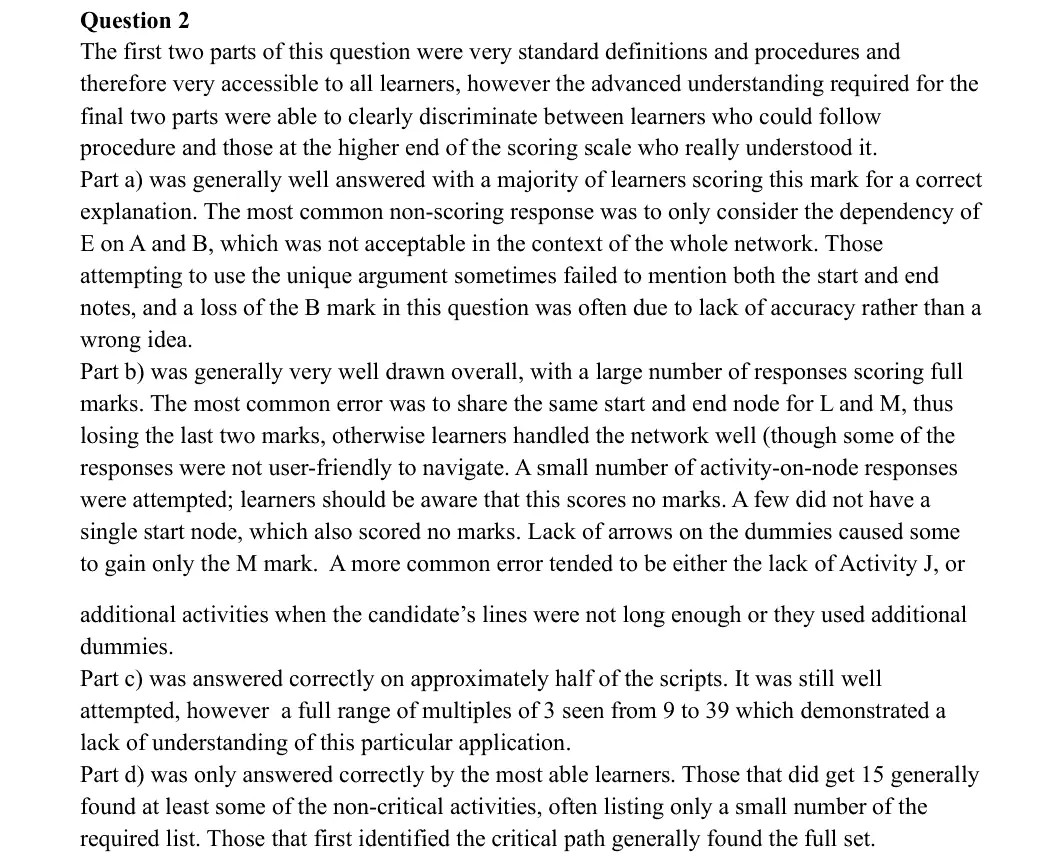 Question 2
The first two parts of this question were very standard definitions and procedures and
therefore very accessible to all learners, however the advanced understanding required for the
final two parts were able to clearly discriminate between learners who could follow
procedure and those at the higher end of the scoring scale who really understood it.
Part a) was generally well answered with a majority of learners scoring this mark for a correct
explanation. The most common non-scoring response was to only consider the dependency of
E on A and B, which was not acceptable in the context of the whole network. Those
attempting to use the unique argument sometimes failed to mention both the start and end
notes, and a loss of the B mark in this question was often due to lack of accuracy rather than a
wrong idea.
Part b) was generally very well drawn overall, with a large number of responses scoring full
marks. The most common error was to share the same start and end node for L and M, thus
losing the last two marks, otherwise learners handled the network well (though some of the
responses were not user-friendly to navigate. A small number of activity-on-node responses
were attempted; learners should be aware that this scores no marks. A few did not have a
single start node, which also scored no marks. Lack of arrows on the dummies caused some
to gain only the M mark.  A more common error tended to be either the lack of Activity J, or
additional activities when the candidate’s lines were not long enough or they used additional
dummies.
Part c) was answered correctly on approximately half of the scripts. It was still well
attempted, however  a full range of multiples of 3 seen from 9 to 39 which demonstrated a
lack of understanding of this particular application.
Part d) was only answered correctly by the most able learners. Those that did get 15 generally
found at least some of the non-critical activities, often listing only a small number of the
required list. Those that first identified the critical path generally found the full set.